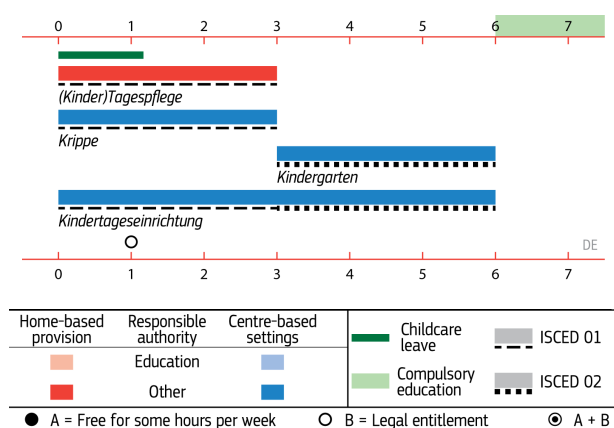 0 1 2 3 4 5 6 7
(Kinder)Tagespflege
Krippe
Kindergarten
Kindertageseinrichtung
DE
0 1 2 3 4 5 6 7
Home-based provision
Responsible authority
Centre-based settings
Education
Other
Childcare leave
ISCED 01
Compulsory education
ISCED 02
A = Free for some hours per week
B = Legal entitlement
A + B